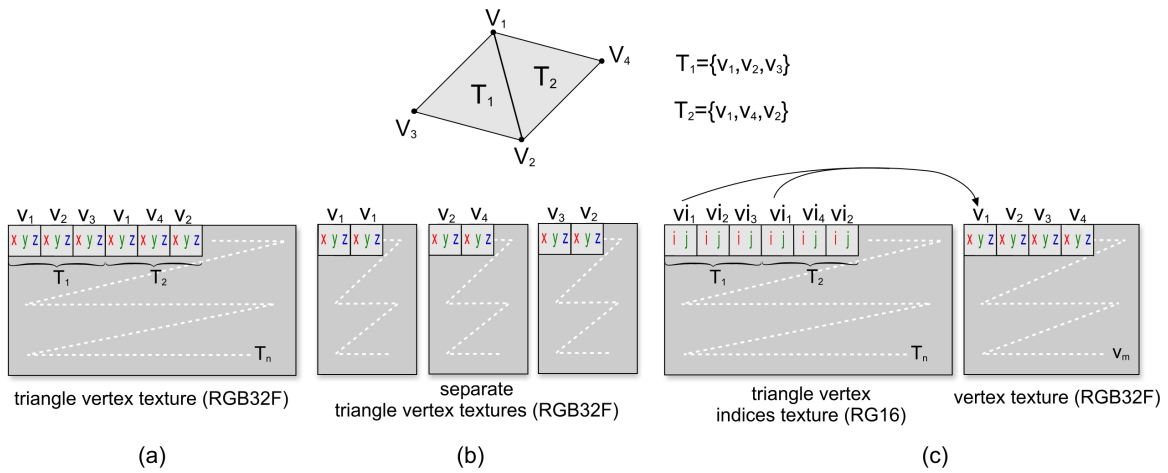 V₁
V₄
T₁ T₂
V₃
V₂
T₁={v₁,v₂,v₃}
T₂={v₁,v₄,v₂}
v₁ v₂ v₃ v₁ v₄ v₂
x y z x y z x y z x y z x y z x y z
T₁ T₂
Tₙ
triangle vertex texture (RGB32F)
(a)
v₁ v₁
x y z x y z
v₂ v₄
x y z x y z
v₃ v₂
x y z x y z
separate
triangle vertex textures (RGB32F)
(b)
vi₁ vi₂ vi₃ vi₁ vi₄ vi₂
i j i j i j i j i j i j
T₁ T₂
Tₙ
triangle vertex
indices texture (RG16)
v₁ v₂ v₃ v₄
x y z x y z x y z x y z
vₘ
vertex texture (RGB32F)
(c)